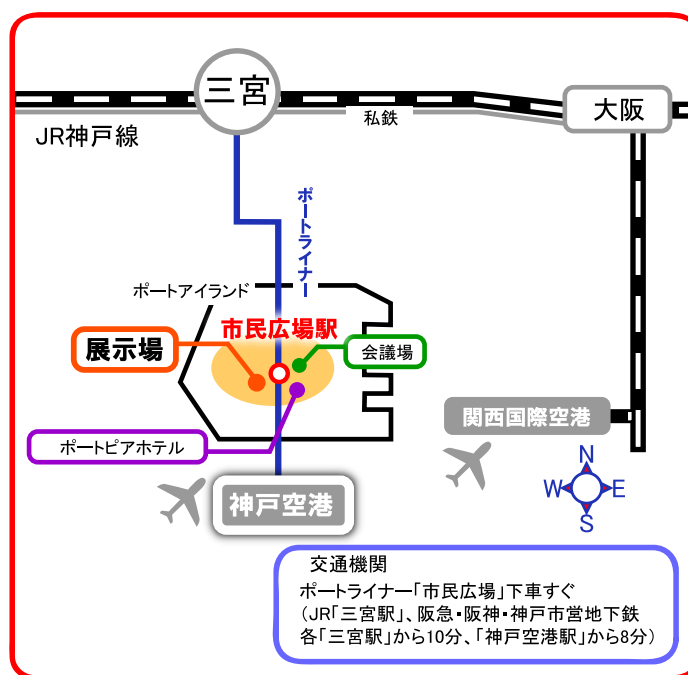 三宮
大阪
私鉄
JR神戸線
ポートライナー
ポートアイランド
市民広場駅
展示場
会議場
関西国際空港
ポートピアホテル
N
W E
S
神戸空港
交通機関
ポートライナー「市民広場」下車すぐ
(JR「三宮駅」、阪急・阪神・神戸市営地下鉄
各「三宮駅」から10分、「神戸空港駅」から8分)